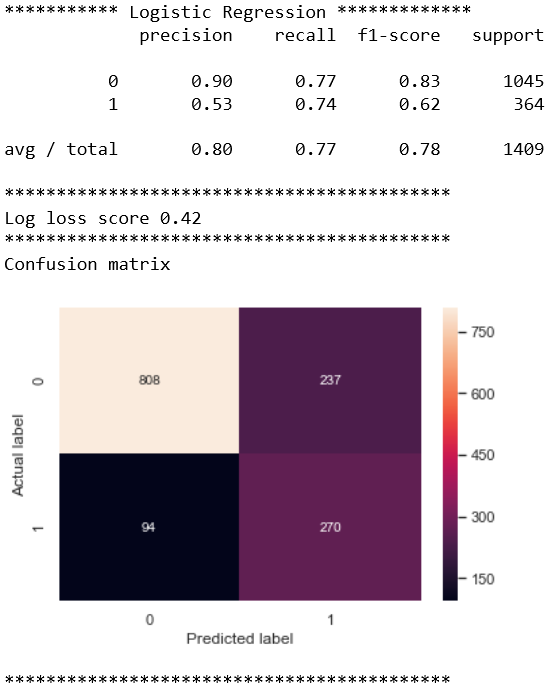 *********** Logistic Regression *************
precision recall f1-score support
0 0.90 0.77 0.83 1045
1 0.53 0.74 0.62 364
avg / total 0.80 0.77 0.78 1409
*******************************************
Log loss score 0.42
*******************************************
Confusion matrix
0 808 237
1 94 270
Actual label
0 1
Predicted label
750
600
450
300
150
*******************************************